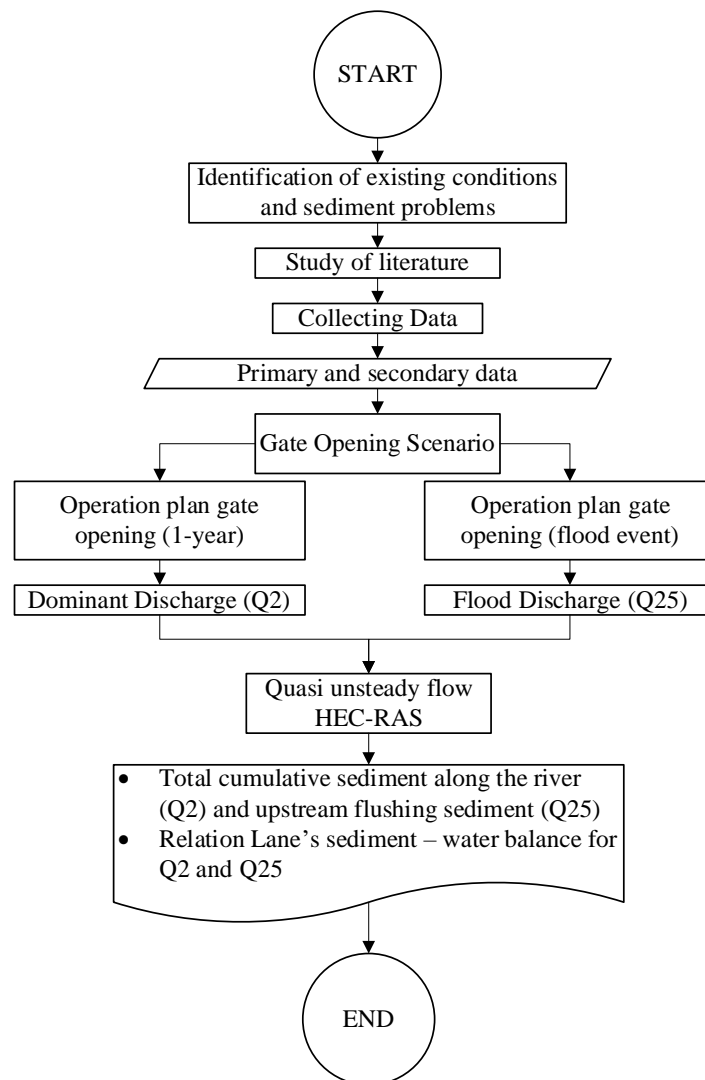 START
Identification of existing conditions
and sediment problems
Study of literature
Collecting Data
Primary and secondary data
Gate Opening Scenario
Operation plan gate
opening (1-year)
Operation plan gate
opening (flood event)
Dominant Discharge (Q2)
Flood Discharge (Q25)
Quasi unsteady flow
HEC-RAS
• Total cumulative sediment along the river
(Q2) and upstream flushing sediment (Q25)
• Relation Lane’s sediment – water balance for
Q2 and Q25
END